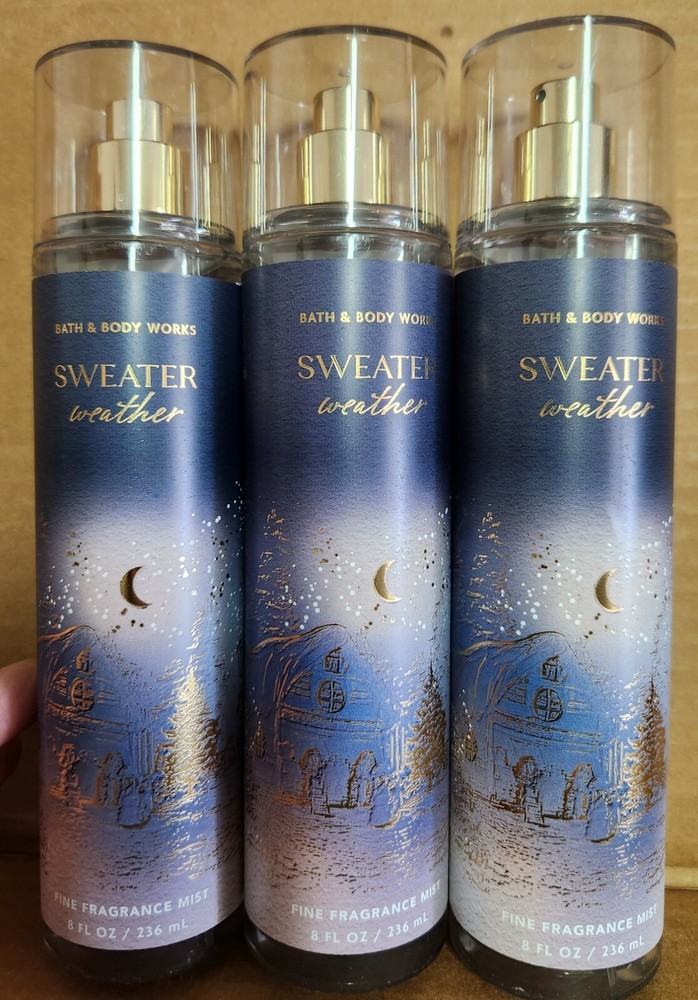 BATH & BODY WORKS
SWEATER
weather
FINE FRAGRANCE MIST
8 FL OZ / 236 mL
BATH & BODY WORKS
SWEATER
weather
FINE FRAGRANCE MIST
8 FL OZ / 236 mL
BATH & BODY WORKS
SWEATER
weather
FINE FRAGRANCE MIST
8 FL OZ / 236 mL